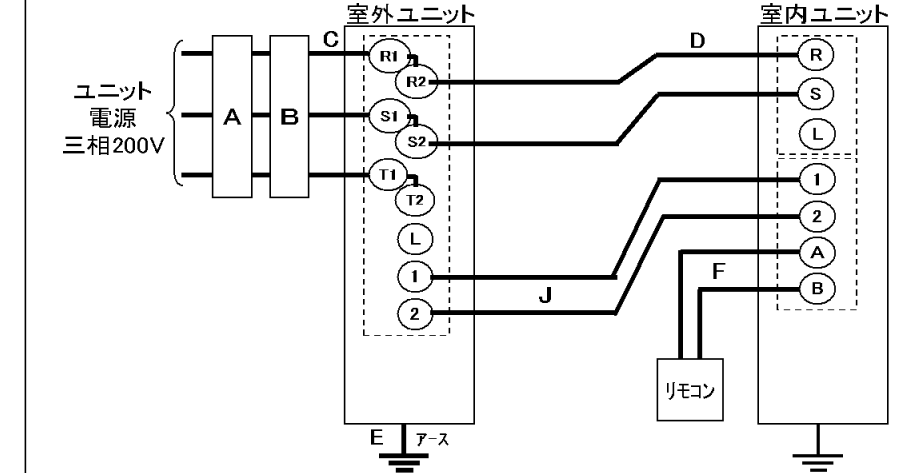 室外ユニット
室内ユニット
ユニット
電源
三相200V
A
B
C
R1
R2
S1
S2
T1
T2
L
1
2
D
J
R
S
L
1
2
A
B
F
リモコン
E アース